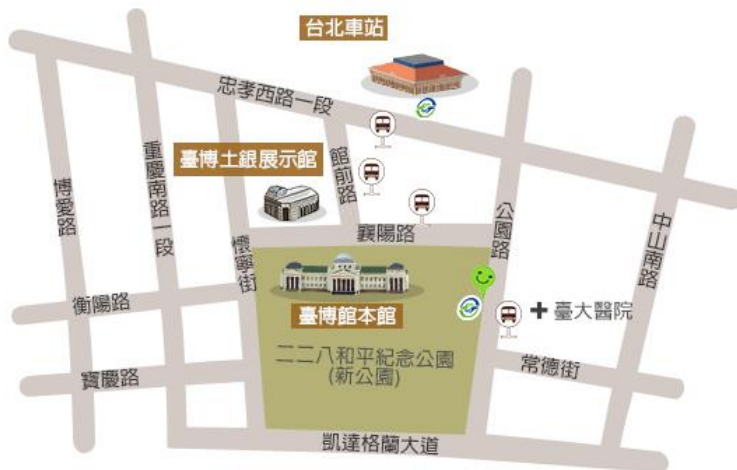 台北車站
忠孝西路一段
臺博土銀展示館
館前路
重慶南路一段
博愛路
公園路
中山南路
襄陽路
懷寧街
衡陽路
臺博館本館
臺大醫院
二二八和平紀念公園
(新公園)
寶慶路
常德街
凱達格蘭大道